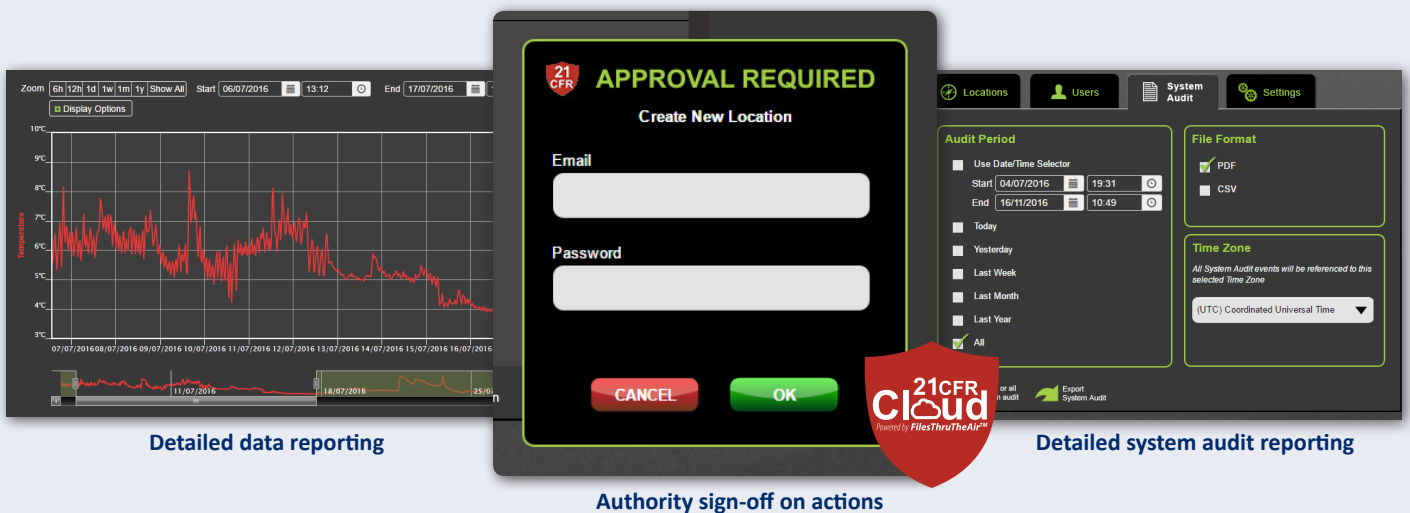 Zoom 6h 12h 1d 1w 1m 1y Show All Start 06/07/2016 13:12 End 17/07/2016
Display Options
10°C
9°C
8°C
7°C
6°C
5°C
4°C
3°C
Temperature
07/07/2016 08/07/2016 09/07/2016 10/07/2016 11/07/2016 12/07/2016 13/07/2016 14/07/2016 15/07/2016 16/07/2016
11/07/2016 18/07/2016 25/07
Detailed data reporting
21
CFR
APPROVAL REQUIRED
Create New Location
Email
Password
CANCEL OK
Authority sign-off on actions
Locations Users System
Audit Settings
Audit Period
Use Date/Time Selector
Start 04/07/2016 19:31
End 16/11/2016 10:49
Today
Yesterday
Last Week
Last Month
Last Year
All
File Format
PDF
CSV
Time Zone
All System Audit events will be referenced to this
selected Time Zone
(UTC) Coordinated Universal Time
or all
audit
Export
System Audit
21CFR
Cloud
Powered by FilesThruTheAir™
Detailed system audit reporting